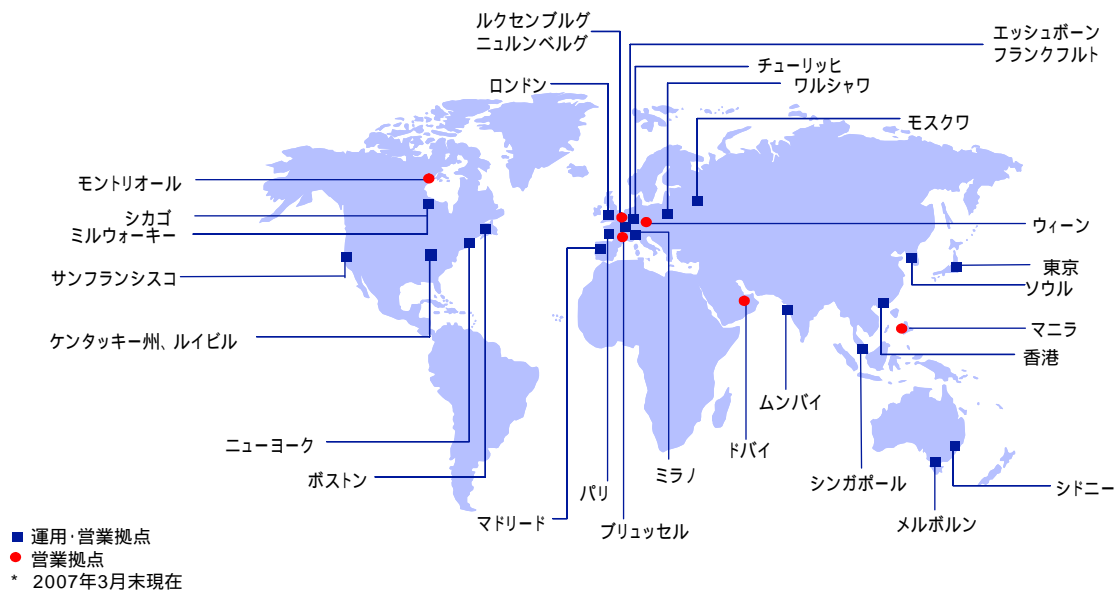 ルクセンブルグ
ニュルンベルグ
エッシュボーン
フランクフルト
チューリッヒ
ロンドン
ワルシャワ
モスクワ
モントリオール
シカゴ
ミルウォーキー
ウィーン
サンフランシスコ
東京
ソウル
ケンタッキー州、ルイビル
マニラ
香港
ムンバイ
ニューヨーク
ドバイ
ボストン
ミラノ
シンガポール
パリ
シドニー
マドリード
ブリュッセル
メルボルン
運用・営業拠点
営業拠点
* 2007年3月末現在